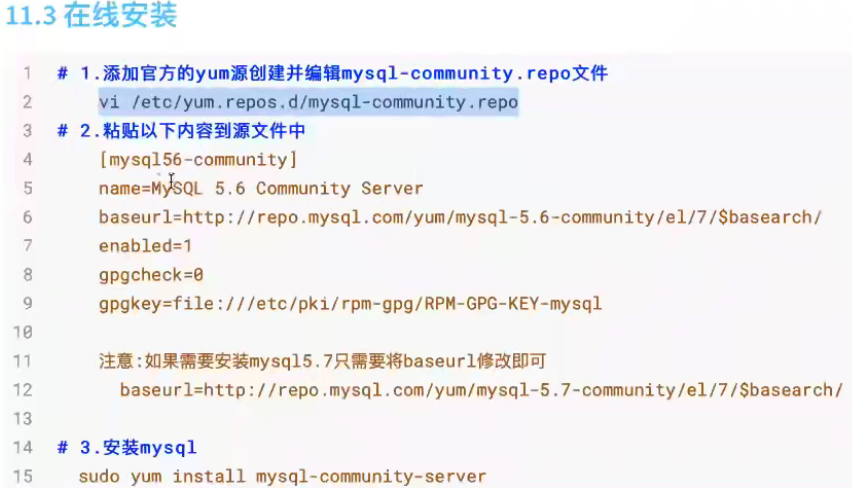 11.3 在线安装
1 # 1.添加官方的yum源创建并编辑mysql-community.repo文件
2 vi /etc/yum.repos.d/mysql-community.repo
3 # 2.粘贴以下内容到源文件中
4 [mysql56-community]
5 name=MySQL 5.6 Community Server
6 baseurl=http://repo.mysql.com/yum/mysql-5.6-community/el/7/$basearch/
7 enabled=1
8 gpgcheck=0
9 gpgkey=file:///etc/pki/rpm-gpg/RPM-GPG-KEY-mysql
10
11 注意:如果需要安装mysql5.7只需要将baseurl修改即可
12 baseurl=http://repo.mysql.com/yum/mysql-5.7-community/el/7/$basearch/
13
14 # 3.安装mysql
15 sudo yum install mysql-community-server